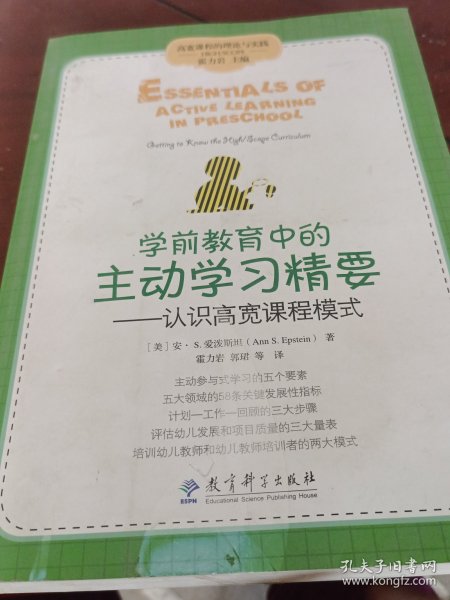 高宽课程的理论与实践
霍力岩 主编
ESSENTIALS OF
ACTIVE LEARNING
IN PRESCHOOL
Getting to Know the High/Scope Curriculum
学前教育中的
主动学习精要
——认识高宽课程模式
[美]安·S.爱泼斯坦（Ann S. Epstein）著
霍力岩 郭珺 等 译
主动参与式学习的五个要素
五大领域的58条关键发展性指标
计划—工作—回顾的三大步骤
评估幼儿发展和项目质量的三大量表
培训幼儿教师和幼儿教师培训者的两大模式
ESPH
教育科学出版社
Educational Science Publishing House
孔夫子旧书网
www.kongfz.com